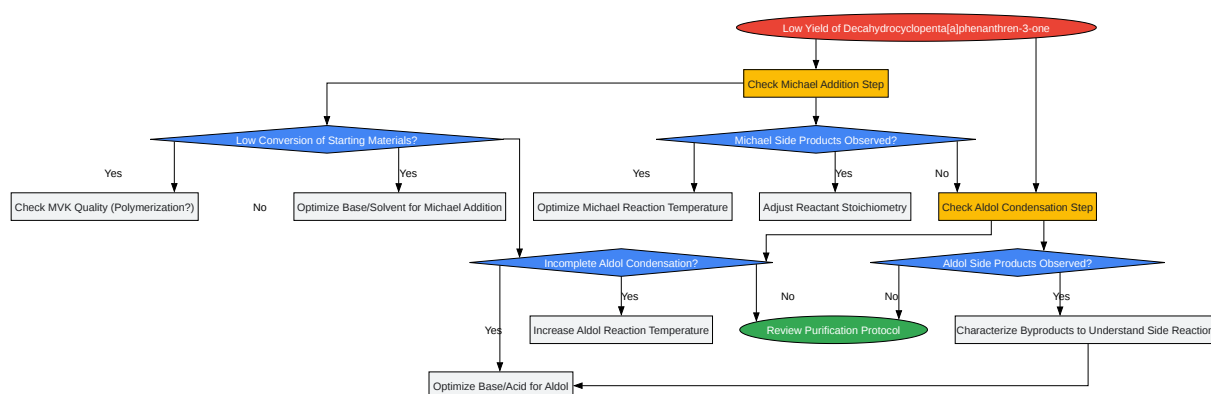 Low Yield of Decahydrocyclopenta[a]phenanthren-3-one
Check Michael Addition Step
Low Conversion of Starting Materials?
Michael Side Products Observed?
Yes
Yes
Yes
Yes
No
Check MVK Quality (Polymerization?)
No
Optimize Base/Solvent for Michael Addition
Optimize Michael Reaction Temperature
Adjust Reactant Stoichiometry
Check Aldol Condensation Step
Incomplete Aldol Condensation?
Aldol Side Products Observed?
Yes
No
No
Yes
Yes
Increase Aldol Reaction Temperature
Review Purification Protocol
Characterize Byproducts to Understand Side Reaction
Optimize Base/Acid for Aldol